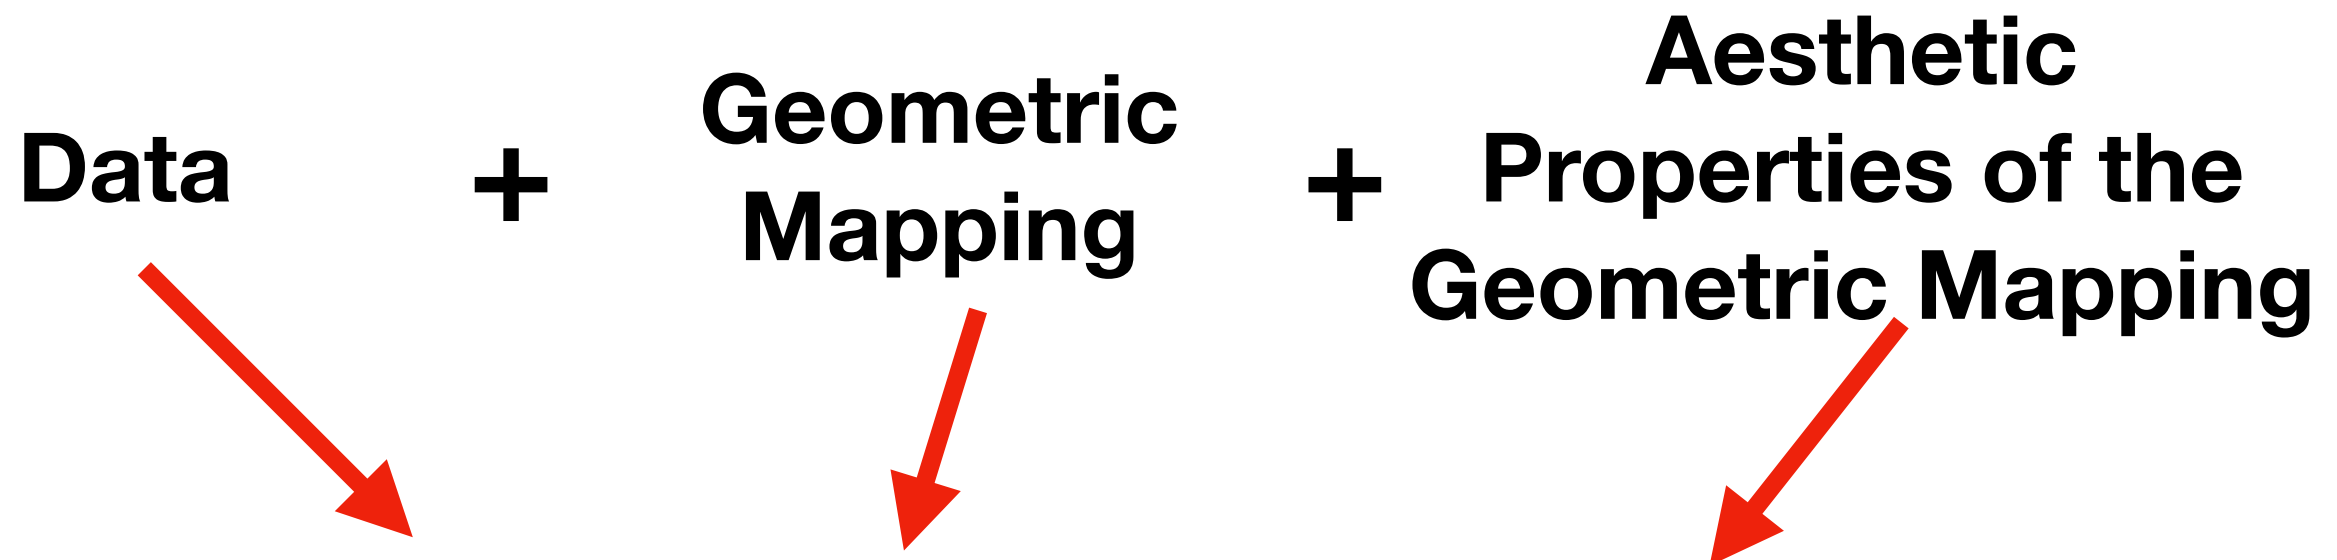 Data
+
Geometric
Mapping
+
Aesthetic
Properties of the
Geometric Mapping